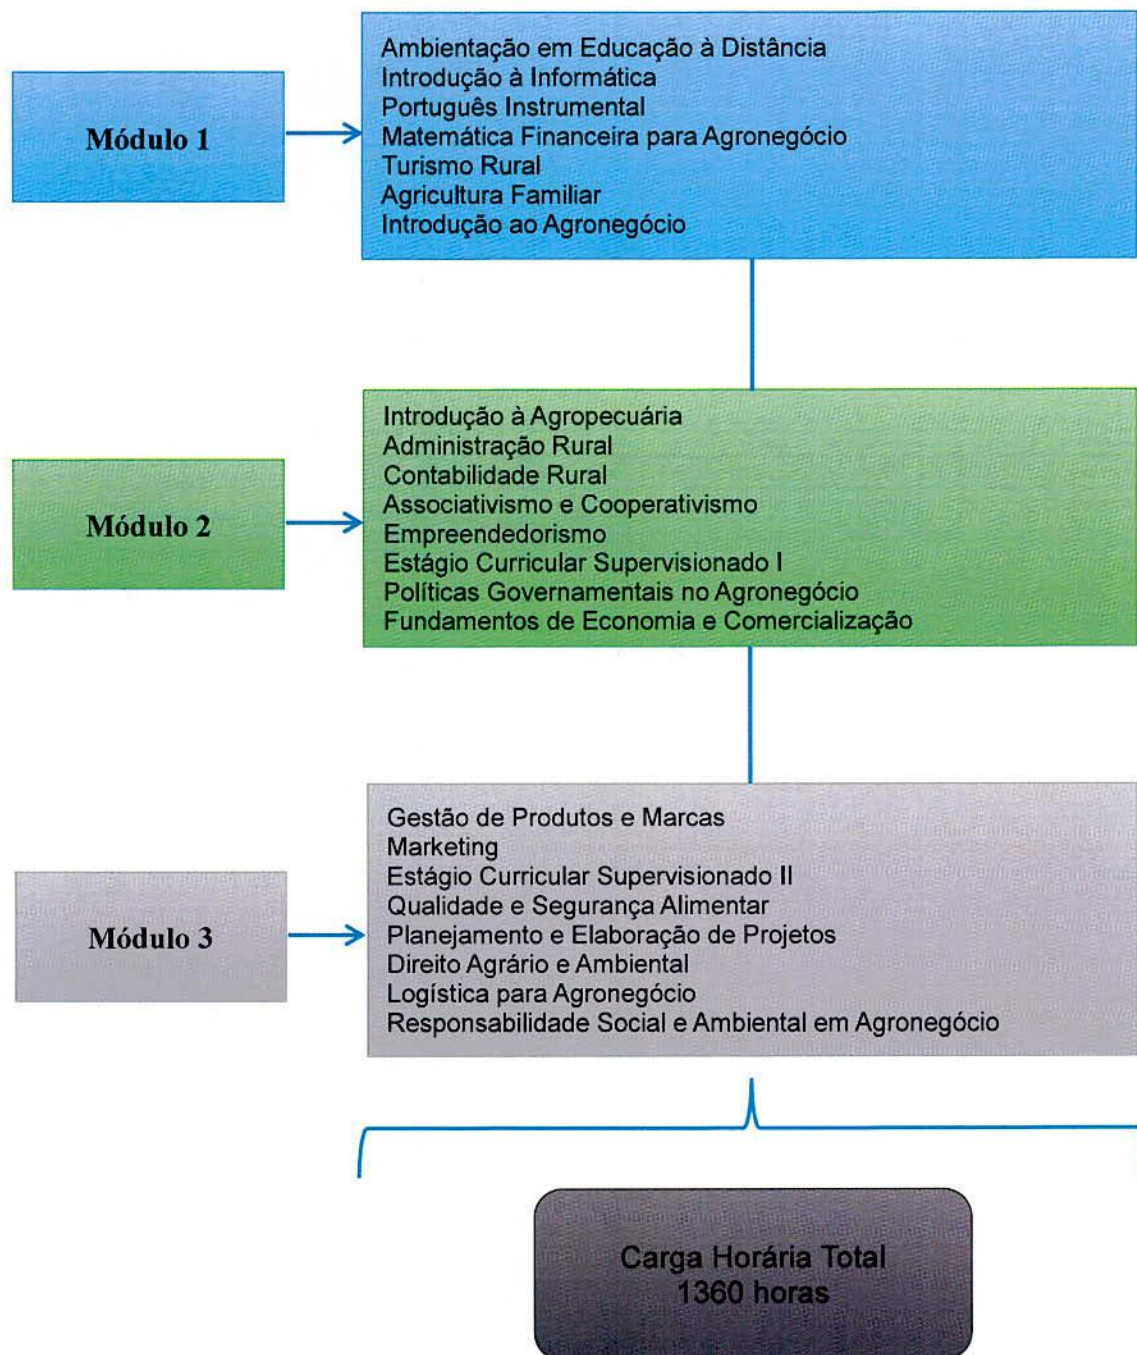 Módulo 1
Ambientação em Educação à Distância
Introdução à Informática
Português Instrumental
Matemática Financeira para Agronegócio
Turismo Rural
Agricultura Familiar
Introdução ao Agronegócio
Módulo 2
Introdução à Agropecuária
Administração Rural
Contabilidade Rural
Associativismo e Cooperativismo
Empreendedorismo
Estágio Curricular Supervisionado I
Políticas Governamentais no Agronegócio
Fundamentos de Economia e Comercialização
Módulo 3
Gestão de Produtos e Marcas
Marketing
Estágio Curricular Supervisionado II
Qualidade e Segurança Alimentar
Planejamento e Elaboração de Projetos
Direito Agrário e Ambiental
Logística para Agronegócio
Responsabilidade Social e Ambiental em Agronegócio
Carga Horária Total
1360 horas